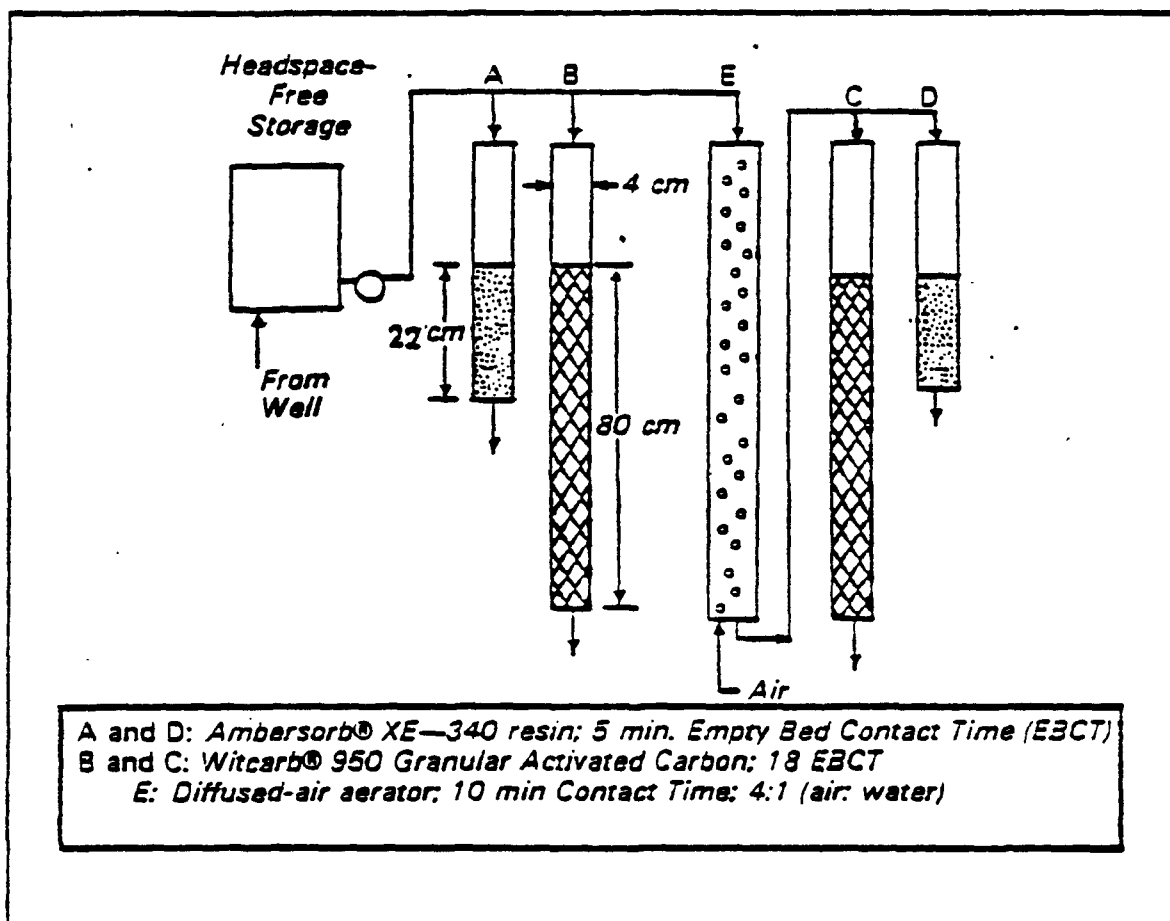 Headspace-
Free
Storage
A
B
E
C
D
4 cm
22 cm
80 cm
From
Well
Air
A and D: Ambersorb® XE—340 resin; 5 min. Empty Bed Contact Time (EBCT)
B and C: Witcarb® 950 Granular Activated Carbon; 18 EBCT
E: Diffused-air aerator; 10 min Contact Time; 4:1 (air: water)